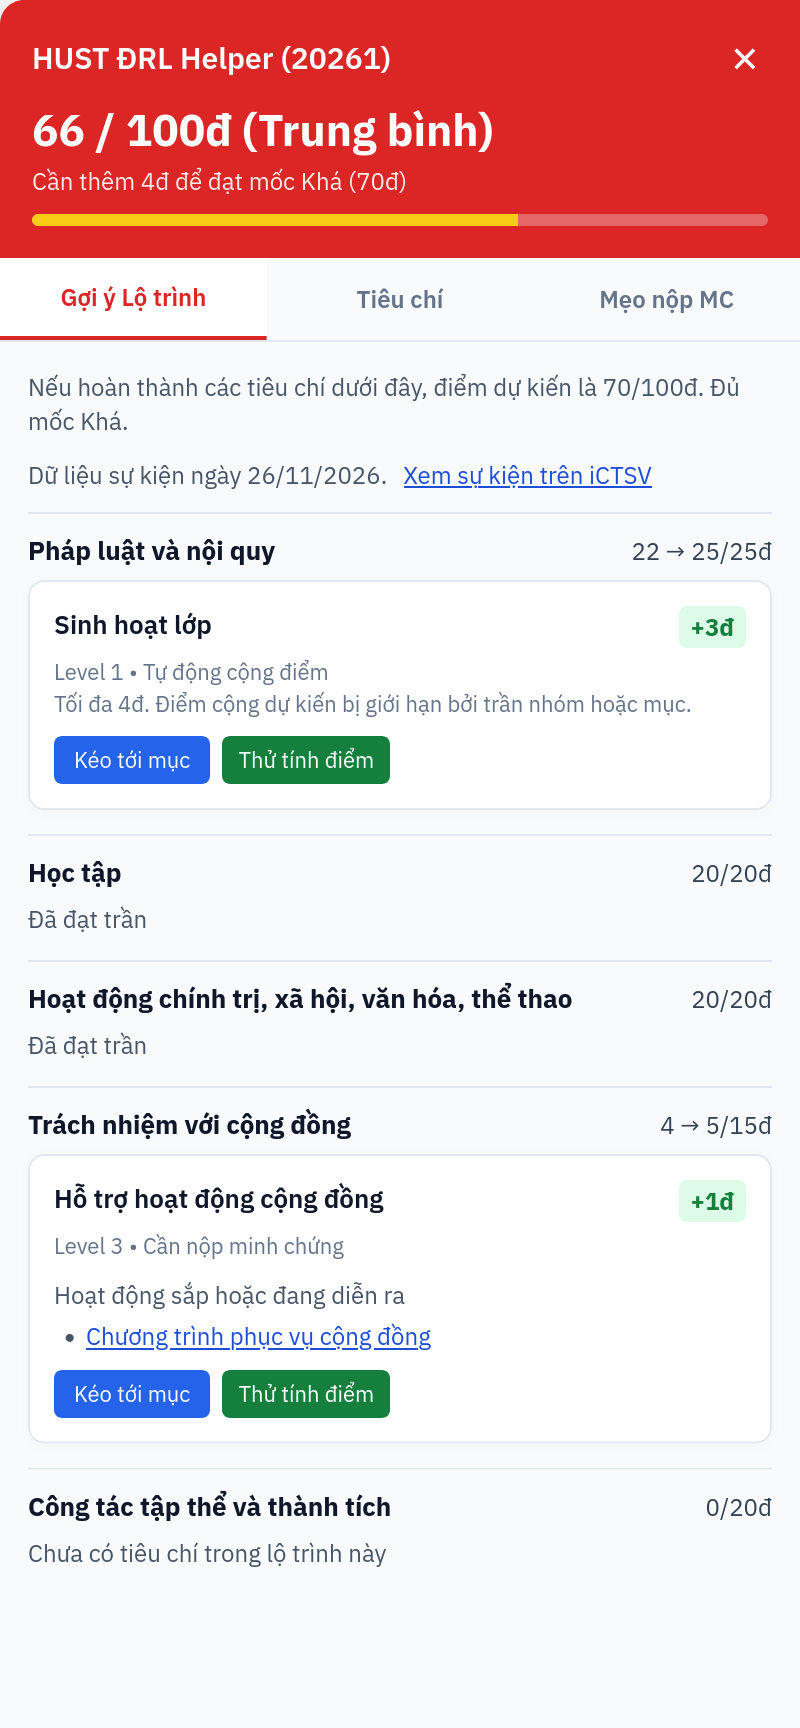 HUST ĐRL Helper (20261)
66 / 100đ (Trung bình)
Cần thêm 4đ để đạt mốc Khá (70đ)
Gợi ý Lộ trình
Tiêu chí
Mẹo nộp MC
Nếu hoàn thành các tiêu chí dưới đây, điểm dự kiến là 70/100đ. Đủ
mốc Khá.
Dữ liệu sự kiện ngày 26/11/2026. Xem sự kiện trên iCTSV
Pháp luật và nội quy 22 → 25/25đ
Sinh hoạt lớp +3đ
Level 1 • Tự động cộng điểm
Tối đa 4đ. Điểm cộng dự kiến bị giới hạn bởi trần nhóm hoặc mục.
Kéo tới mục Thử tính điểm
Học tập 20/20đ
Đã đạt trần
Hoạt động chính trị, xã hội, văn hóa, thể thao 20/20đ
Đã đạt trần
Trách nhiệm với cộng đồng 4 → 5/15đ
Hỗ trợ hoạt động cộng đồng +1đ
Level 3 • Cần nộp minh chứng
Hoạt động sắp hoặc đang diễn ra
• Chương trình phục vụ cộng đồng
Kéo tới mục Thử tính điểm
Công tác tập thể và thành tích 0/20đ
Chưa có tiêu chí trong lộ trình này